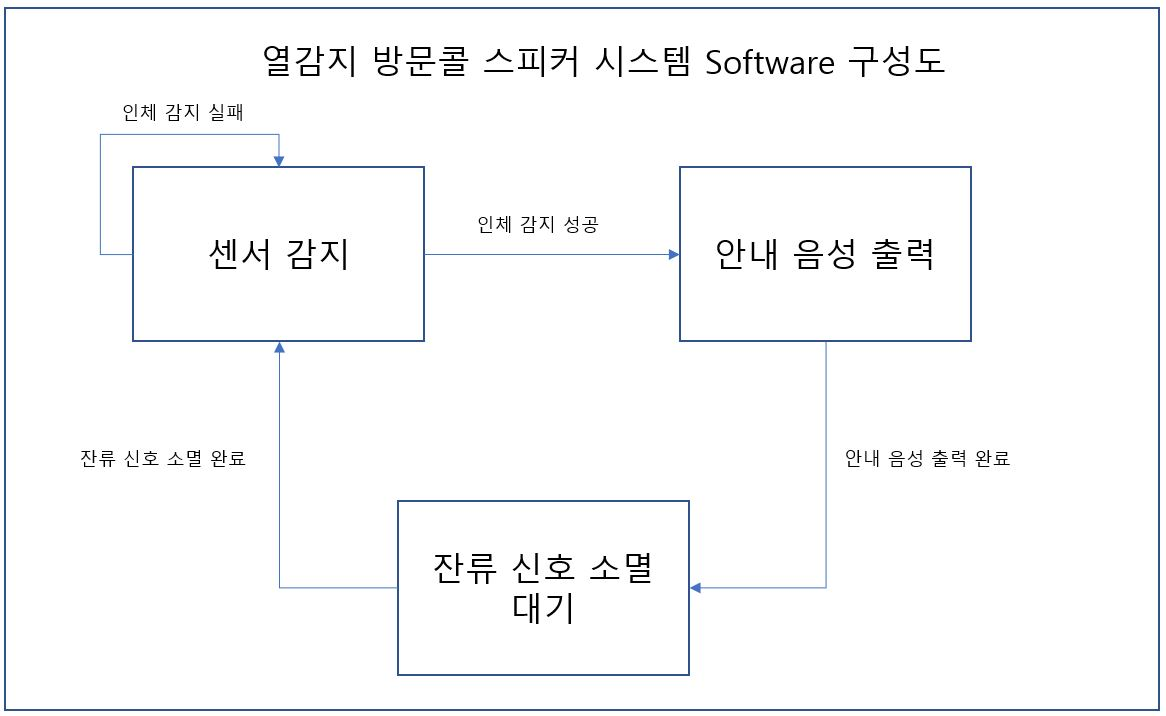 열감지 방문콜 스피커 시스템 Software 구성도
인체 감지 실패
인체 감지 성공
센서 감지
안내 음성 출력
잔류 신호 소멸 완료
안내 음성 출력 완료
잔류 신호 소멸
대기